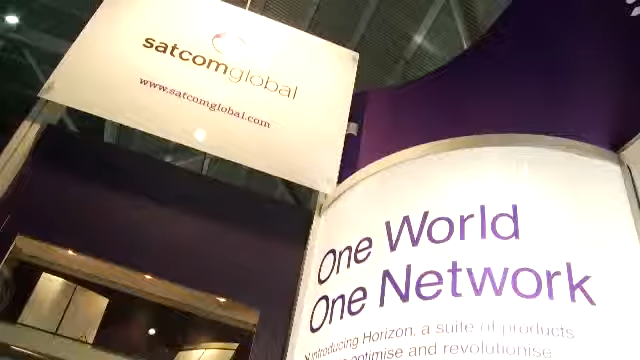 satcomglobal
www.satcomglobal.com
One World
One Network
Introducing Horizon, a suite of products
optimise and revolutionise